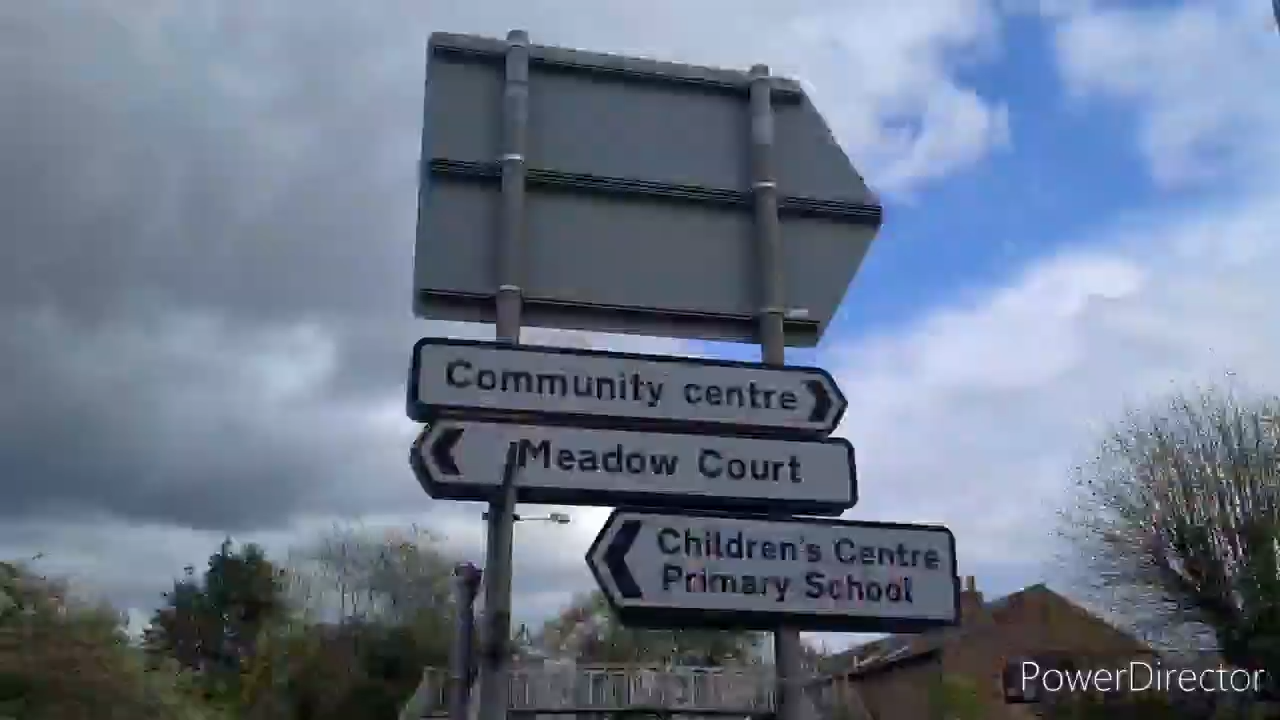 Community centre
Meadow Court
Children's Centre
Primary School
PowerDirector